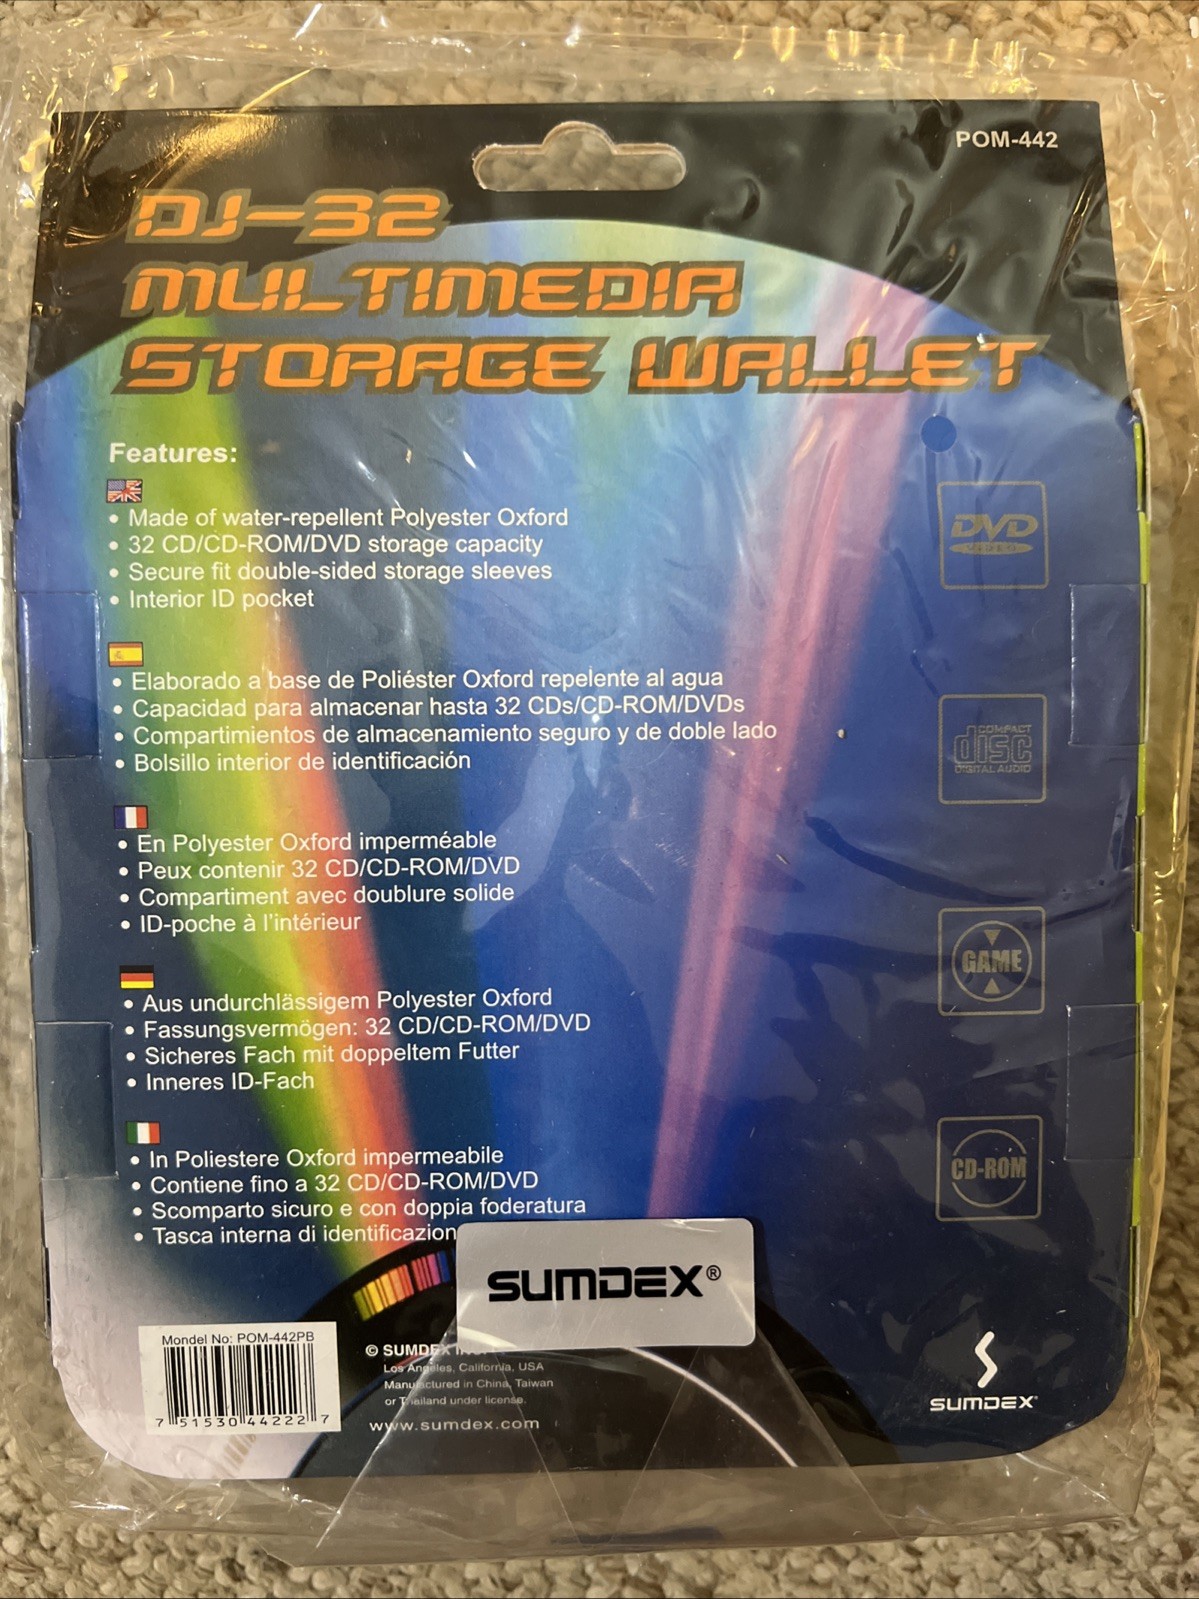 POM-442
DJ-32
MULTIMEDIA
STORAGE WALLET
Features:
• Made of water-repellent Polyester Oxford
• 32 CD/CD-ROM/DVD storage capacity
• Secure fit double-sided storage sleeves
• Interior ID pocket
• Elaborado a base de Poliéster Oxford repelente al agua
• Capacidad para almacenar hasta 32 CDs/CD-ROM/DVDs
• Compartimientos de almacenamiento seguro y de doble lado
• Bolsillo interior de identificación
• En Polyester Oxford imperméable
• Peux contenir 32 CD/CD-ROM/DVD
• Compartiment avec doublure solide
• ID-poche à l'intérieur
• Aus undurchlässigem Polyester Oxford
• Fassungsvermögen: 32 CD/CD-ROM/DVD
• Sicheres Fach mit doppeltem Futter
• Inneres ID-Fach
• In Poliestere Oxford impermeabile
• Contiene fino a 32 CD/CD-ROM/DVD
• Scomparto sicuro e con doppia foderatura
• Tasca interna di identificazion
DVD
VIDEO
COMPACT
disc
DIGITAL AUDIO
GAME
CD-ROM
SUMDEX®
Mondel No: POM-442PB
7 51530 44222 7
© SUMDEX
Los Angeles, California, USA
Manufactured in China, Taiwan
or Thailand under license.
www.sumdex.com
SUMDEX®